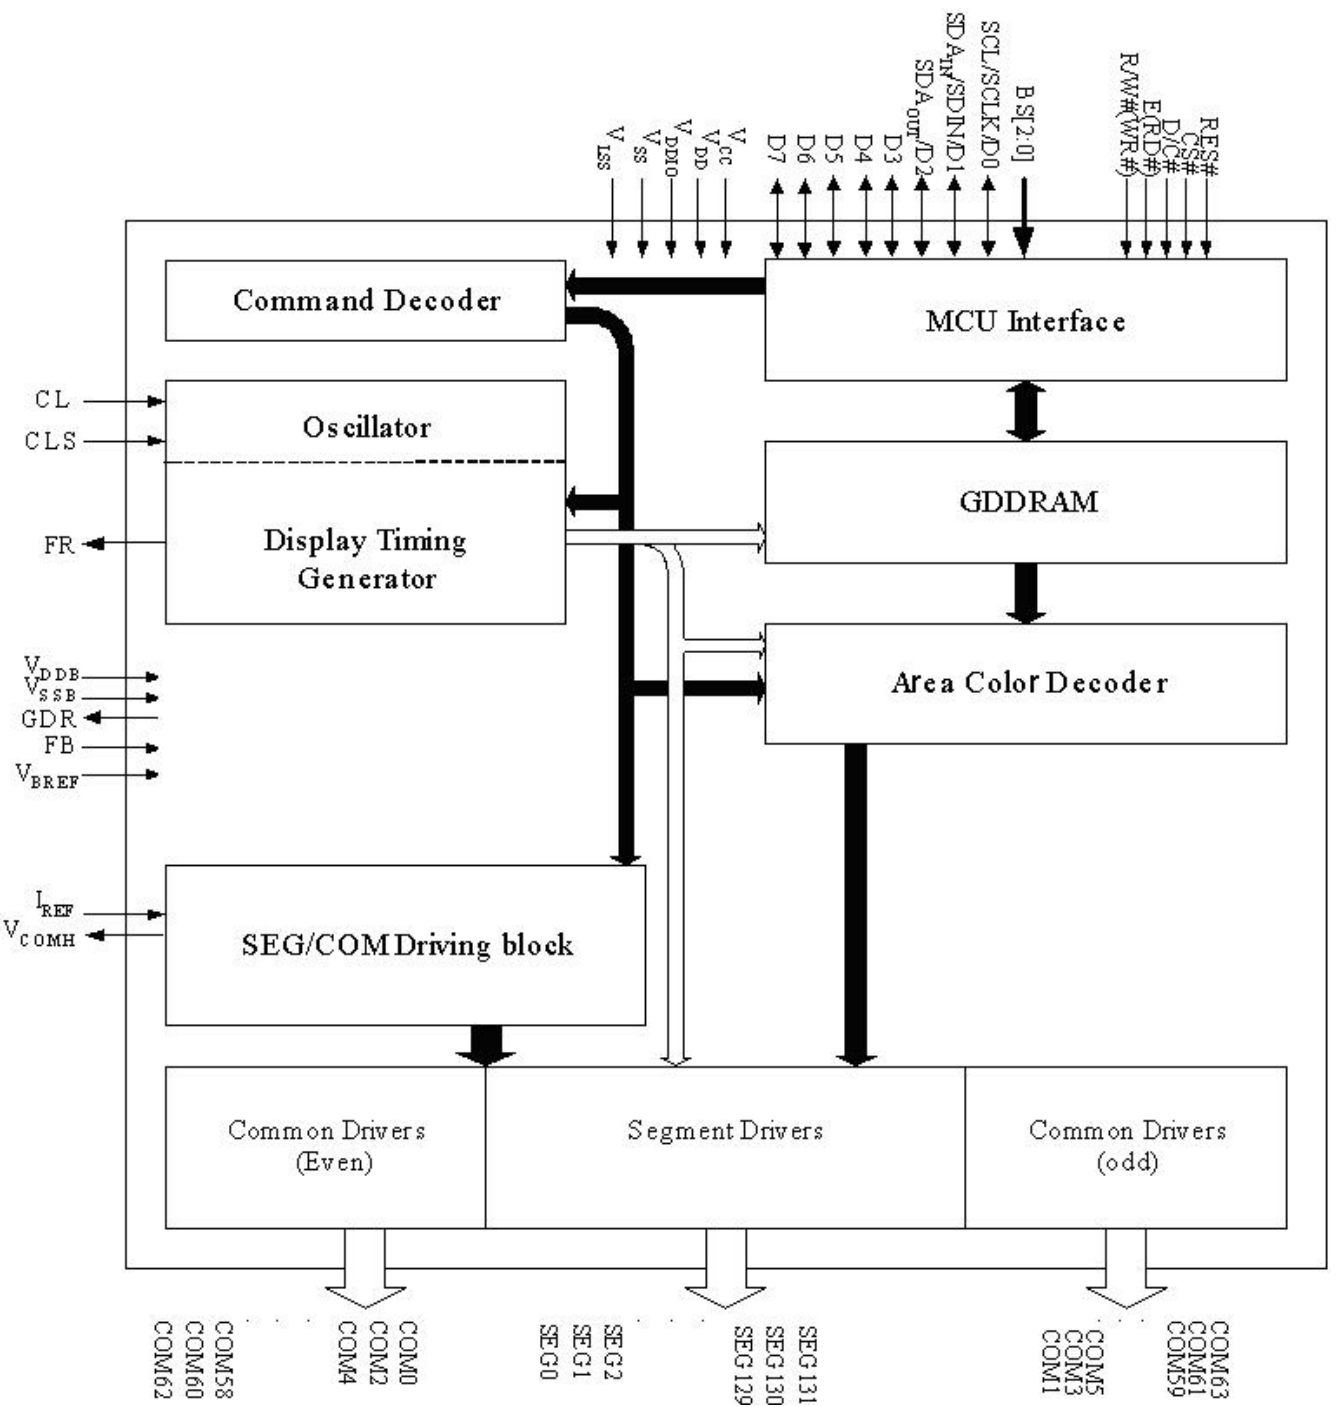 RES#
CS#
D/C#
E(RD#)
R/W#(WR#)
BS[2:0]
SCL/SCLK/D0
SDAIN/SDIN/D1
SDAOUT/D2
D3
D4
D5
D6
D7
VCC
VDD
VDDIO
VSS
VLSS
Command Decoder
MCU Interface
CL
CLS
Oscillator
GDDRAM
FR
Display Timing
Generator
VDDB
VSSB
GDR
FB
VBREF
Area Color Decoder
IREF
VCOMH
SEG/COM Driving block
Common Drivers
(Even)
Segment Drivers
Common Drivers
(odd)
COM0
COM2
COM4
. . .
COM58
COM60
COM62
SEG131
SEG130
SEG129
. . .
SEG2
SEG1
SEG0
COM63
COM61
COM59
. . .
COM5
COM3
COM1